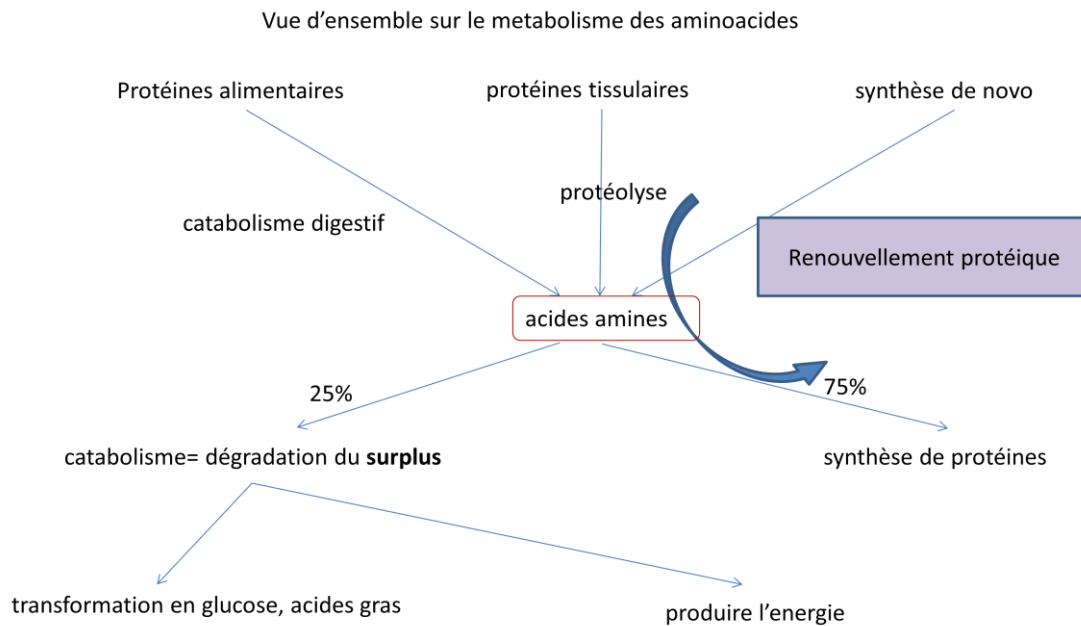 Vue d’ensemble sur le metabolisme des aminoacides
Protéines alimentaires
protéines tissulaires
synthèse de novo
protéolyse
catabolisme digestif
Renouvellement protéique
acides amines
25%
75%
catabolisme= dégradation du surplus
synthèse de protéines
transformation en glucose, acides gras
produire l’energie